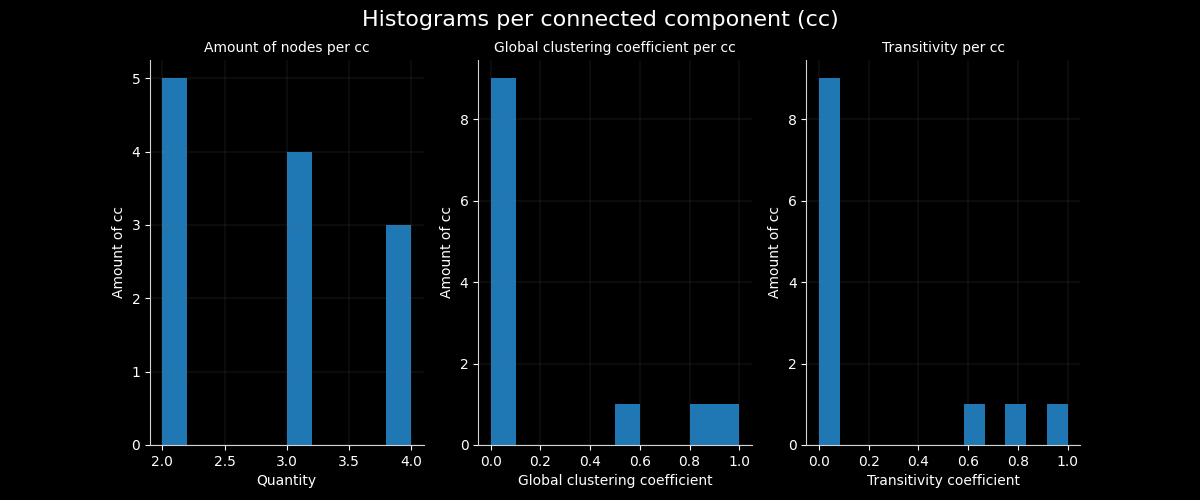 Histograms per connected component (cc)
Amount of nodes per cc
Amount of cc
0
1
2
3
4
5
2.0 2.5 3.0 3.5 4.0
Quantity
Global clustering coefficient per cc
Amount of cc
0
2
4
6
8
0.0 0.2 0.4 0.6 0.8 1.0
Global clustering coefficient
Transitivity per cc
Amount of cc
0
2
4
6
8
0.0 0.2 0.4 0.6 0.8 1.0
Transitivity coefficient